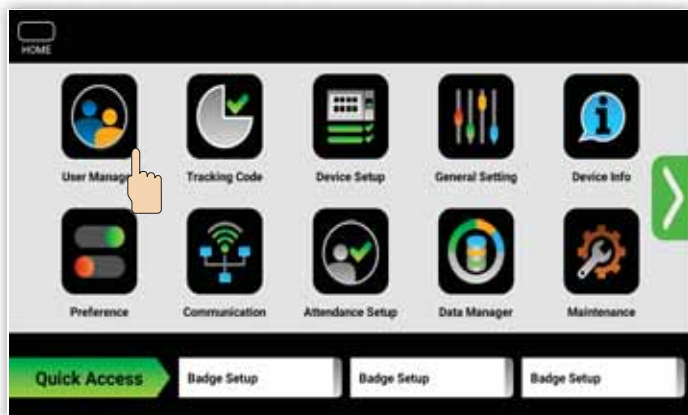 HOME
User Manage
Tracking Code
Device Setup
General Setting
Device Info
Preference
Communication
Attendance Setup
Data Manager
Maintenance
Quick Access
Badge Setup
Badge Setup
Badge Setup